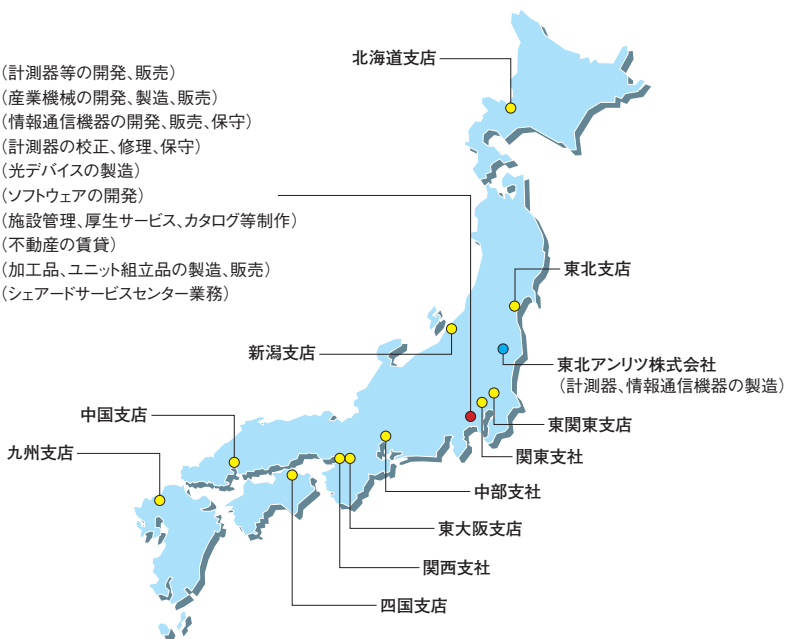 （計測器等の開発、販売）
（産業機械の開発、製造、販売）
（情報通信機器の開発、販売、保守）
（計測器の校正、修理、保守）
（光デバイスの製造）
（ソフトウェアの開発）
（施設管理、厚生サービス、カタログ等制作）
（不動産の賃貸）
（加工品、ユニット組立品の製造、販売）
（シェアードサービスセンター業務）
北海道支店
東北支店
新潟支店
東北アンリツ株式会社
（計測器、情報通信機器の製造）
中国支店
東関東支店
九州支店
関東支社
中部支社
東大阪支店
関西支社
四国支店